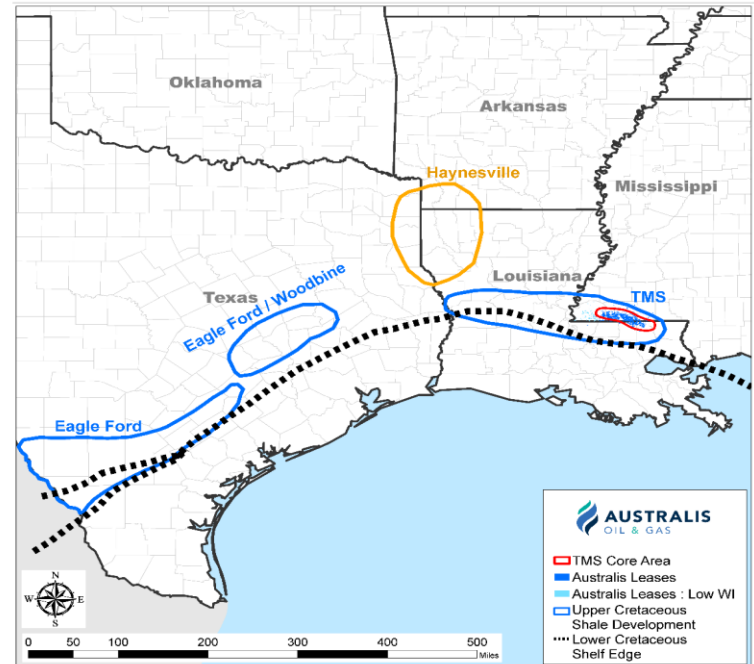 Oklahoma
Arkansas
Haynesville
Mississippi
Louisiana
TMS
Texas
Eagle Ford / Woodbine
Eagle Ford
AUSTRALIS
OIL & GAS
TMS Core Area
Australis Leases
Australis Leases : Low WI
Upper Cretaceous
Shale Development
Lower Cretaceous
Shelf Edge
N
W E
S
0 50 100 200 300 400 500
Miles